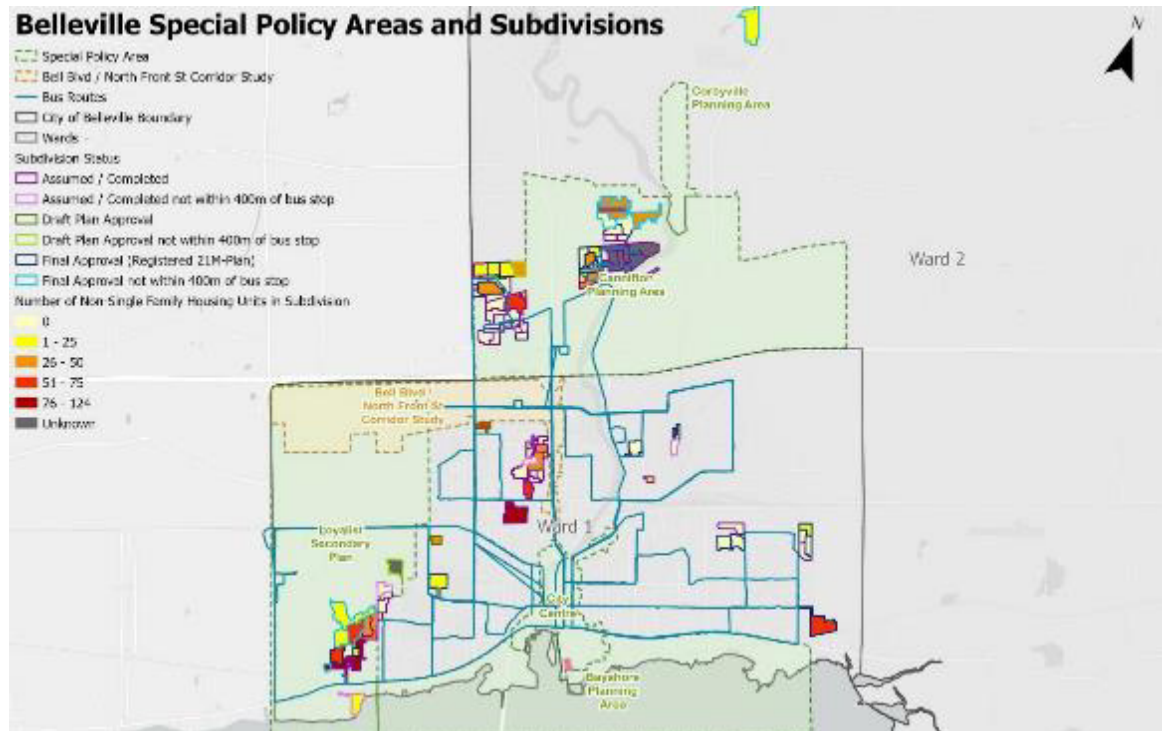 Belleville Special Policy Areas and Subdivisions
N
Special Policy Area
Bell Blvd / North Front St Corridor Study
Bus Routes
City of Belleville Boundary
Wards
Subdivision Status
Assumed / Completed
Assumed / Completed not within 400m of bus stop
Draft Plan Approval
Draft Plan Approval not within 400m of bus stop
Final Approval (Registered 21M-Plan)
Final Approval not within 400m of bus stop
Number of Non-Single Family Housing Units in Subdivision
0
1 - 25
26 - 50
51 - 75
76 - 124
Unknown
Corbyville
Planning Area
Ward 2
Cannifton
Planning Area
Bell Blvd
North Front St
Corridor Study
Ward 1
Loyalist
Secondary
Plan
City
Centre
Bayshore
Planning
Area